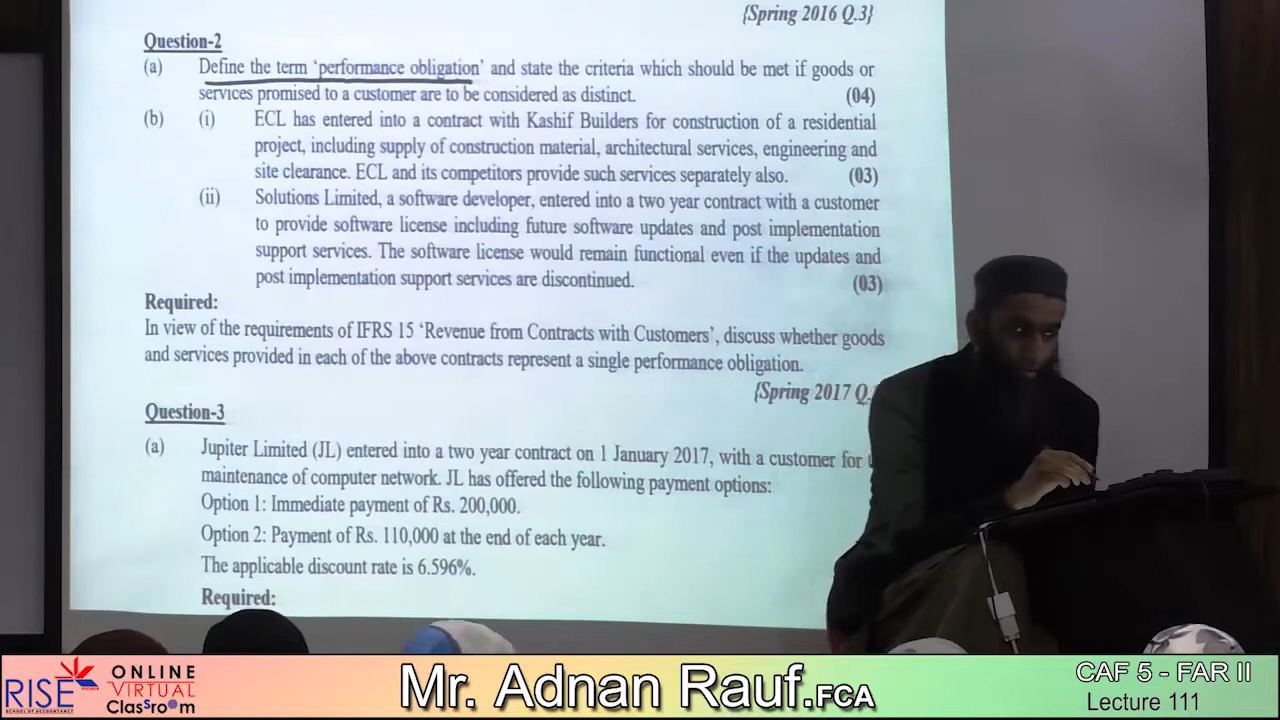 {Spring 2016 Q.3}
Question-2
(a) Define the term 'performance obligation' and state the criteria which should be met if goods or
services promised to a customer are to be considered as distinct. (04)
(b) (i) ECL has entered into a contract with Kashif Builders for construction of a residential
project, including supply of construction material, architectural services, engineering and
site clearance. ECL and its competitors provide such services separately also. (03)
(ii) Solutions Limited, a software developer, entered into a two year contract with a customer
to provide software license including future software updates and post implementation
support services. The software license would remain functional even if the updates and
post implementation support services are discontinued. (03)
Required:
In view of the requirements of IFRS 15 'Revenue from Contracts with Customers', discuss whether goods
and services provided in each of the above contracts represent a single performance obligation.
{Spring 2017 Q.
Question-3
(a) Jupiter Limited (JL) entered into a two year contract on 1 January 2017, with a customer for
maintenance of computer network. JL has offered the following payment options:
Option 1: Immediate payment of Rs. 200,000.
Option 2: Payment of Rs. 110,000 at the end of each year.
The applicable discount rate is 6.596%.
Required:
RISE
SCHOOL OF ACCOUNTANCY
ONLINE
VIRTUAL
Classroom
Mr. Adnan Rauf.FCA
CAF 5 - FAR II
Lecture 111